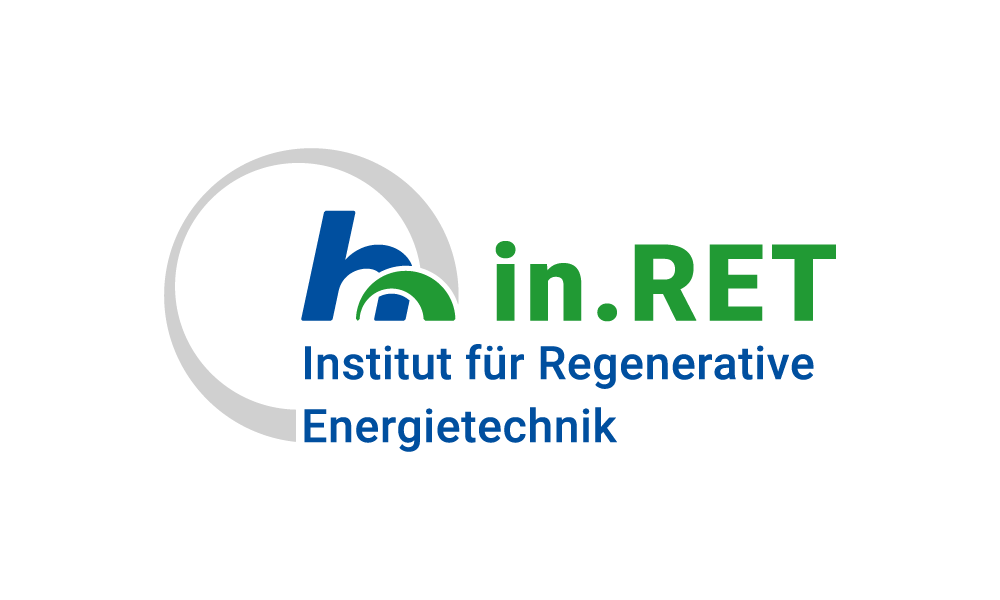 h in.RET
Institut für Regenerative
Energietechnik